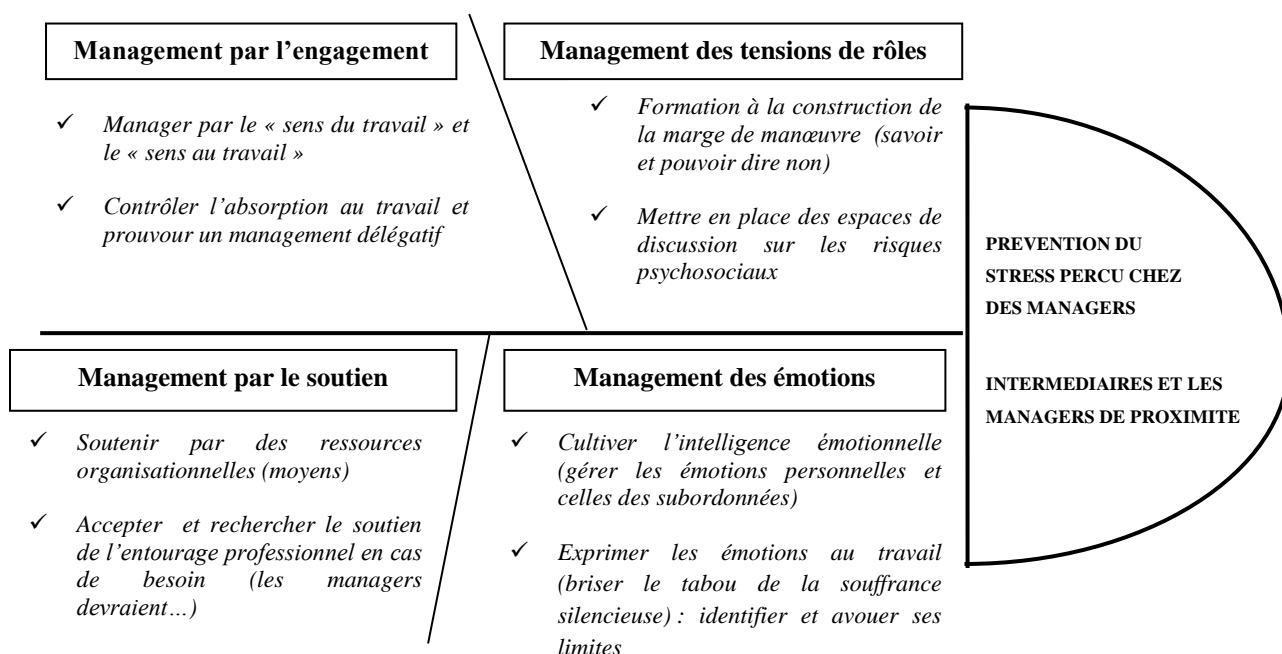 Management par l'engagement
✓ Manager par le « sens du travail » et
le « sens au travail »
✓ Contrôler l'absorption au travail et
prouvour un management délégatif
Management des tensions de rôles
✓ Formation à la construction de
la marge de manœuvre (savoir
et pouvoir dire non)
✓ Mettre en place des espaces de
discussion sur les risques
psychosociaux
Management par le soutien
✓ Soutenir par des ressources
organisationnelles (moyens)
✓ Accepter et rechercher le soutien
de l'entourage professionnel en cas
de besoin (les managers
devraient…)
Management des émotions
✓ Cultiver l'intelligence émotionnelle
(gérer les émotions personnelles et
celles des subordonnées)
✓ Exprimer les émotions au travail
(briser le tabou de la souffrance
silencieuse) : identifier et avouer ses
limites
PREVENTION DU
STRESS PERCU CHEZ
DES MANAGERS
INTERMEDIAIRES ET LES
MANAGERS DE PROXIMITE